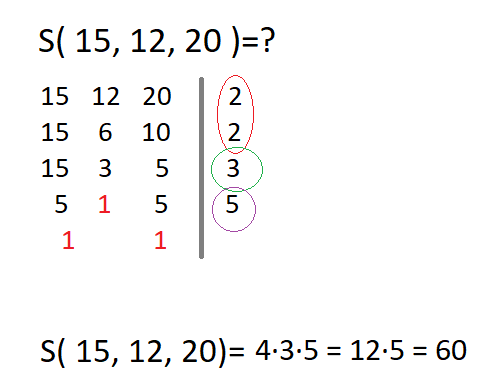 S( 15, 12, 20 )=?
15 12 20 2
15 6 10 2
15 3 5 3
5 1 5 5
1 1
S( 15, 12, 20)= 4·3·5 = 12·5 = 60